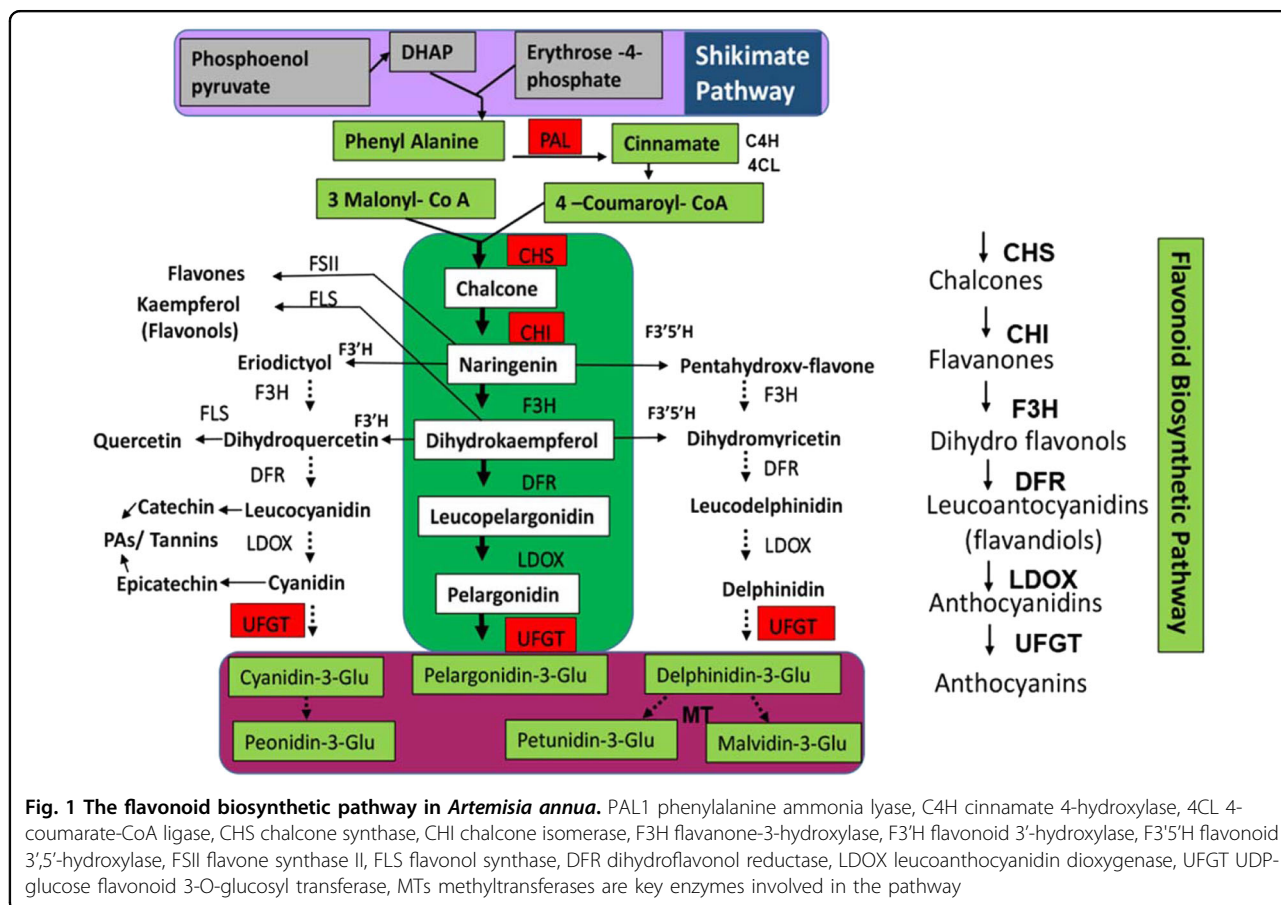 Phosphoenol
pyruvate
DHAP
Erythrose -4-
phosphate
Shikimate
Pathway
Phenyl Alanine
PAL
Cinnamate
C4H
4CL
3 Malonyl- Co A
4 –Coumaroyl- CoA
CHS
Chalcone
CHI
Flavones
FSII
Kaempferol
(Flavonols)
FLS
Eriodictyol
F3'H
Naringenin
F3'5'H
Pentahydroxv-flavone
F3H
F3H
F3H
Quercetin
FLS
Dihydroquercetin
F3'H
Dihydrokaempferol
F3'5'H
Dihydromyricetin
DFR
DFR
DFR
Catechin
Leucocyanidin
Leucopelargonidin
Leucodelphinidin
PAs/ Tannins
LDOX
LDOX
LDOX
Epicatechin
Cyanidin
Pelargonidin
Delphinidin
UFGT
UFGT
UFGT
Cyanidin-3-Glu
Pelargonidin-3-Glu
Delphinidin-3-Glu
MT
Peonidin-3-Glu
Petunidin-3-Glu
Malvidin-3-Glu
CHS
Chalcones
CHI
Flavanones
F3H
Dihydro flavonols
DFR
Leucoantocyanidins
(flavandiols)
LDOX
Anthocyanidins
UFGT
Anthocyanins
Flavonoid Biosynthetic Pathway
Fig. 1 The flavonoid biosynthetic pathway in Artemisia annua. PAL1 phenylalanine ammonia lyase, C4H cinnamate 4-hydroxylase, 4CL 4-
coumarate-CoA ligase, CHS chalcone synthase, CHI chalcone isomerase, F3H flavanone-3-hydroxylase, F3'H flavonoid 3'-hydroxylase, F3'5'H flavonoid
3',5'-hydroxylase, FSII flavone synthase II, FLS flavonol synthase, DFR dihydroflavonol reductase, LDOX leucoanthocyanidin dioxygenase, UFGT UDP-
glucose flavonoid 3-O-glucosyl transferase, MTs methyltransferases are key enzymes involved in the pathway